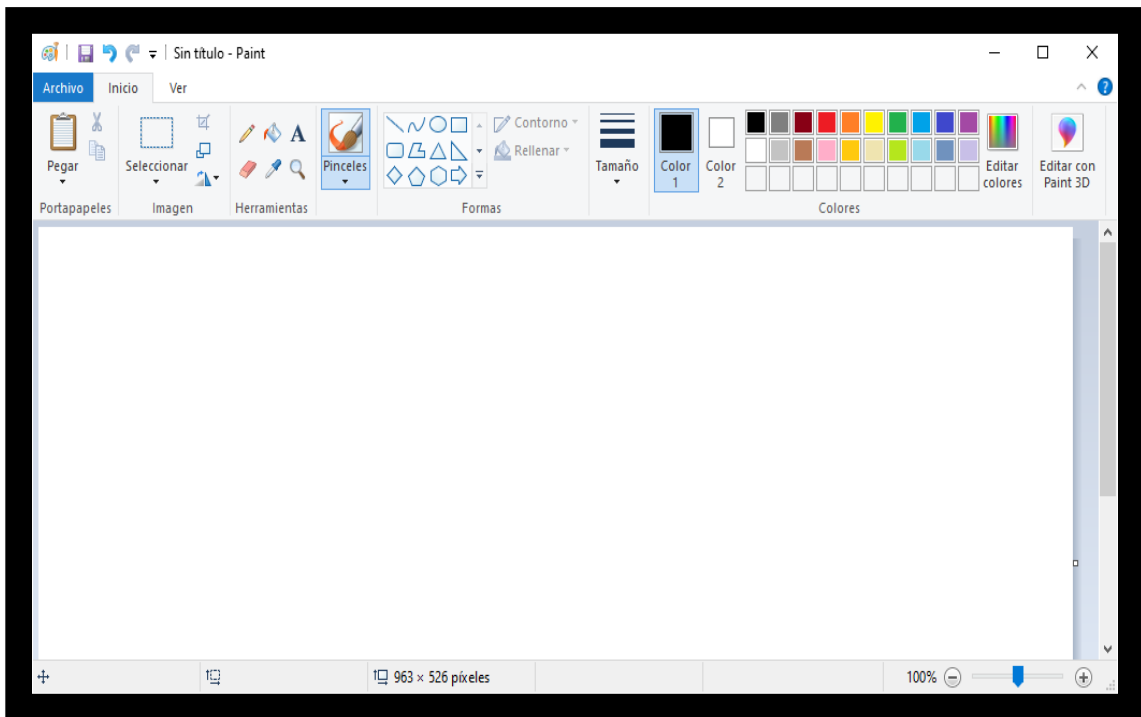 Sin título - Paint
Archivo Inicio Ver
Pegar
Portapapeles
Seleccionar
Imagen
A
Herramientas
Pinceles
Contorno
Rellenar
Formas
Tamaño
Color 1
Color 2
Editar colores
Colores
Editar con Paint 3D
963 × 526 píxeles
100%